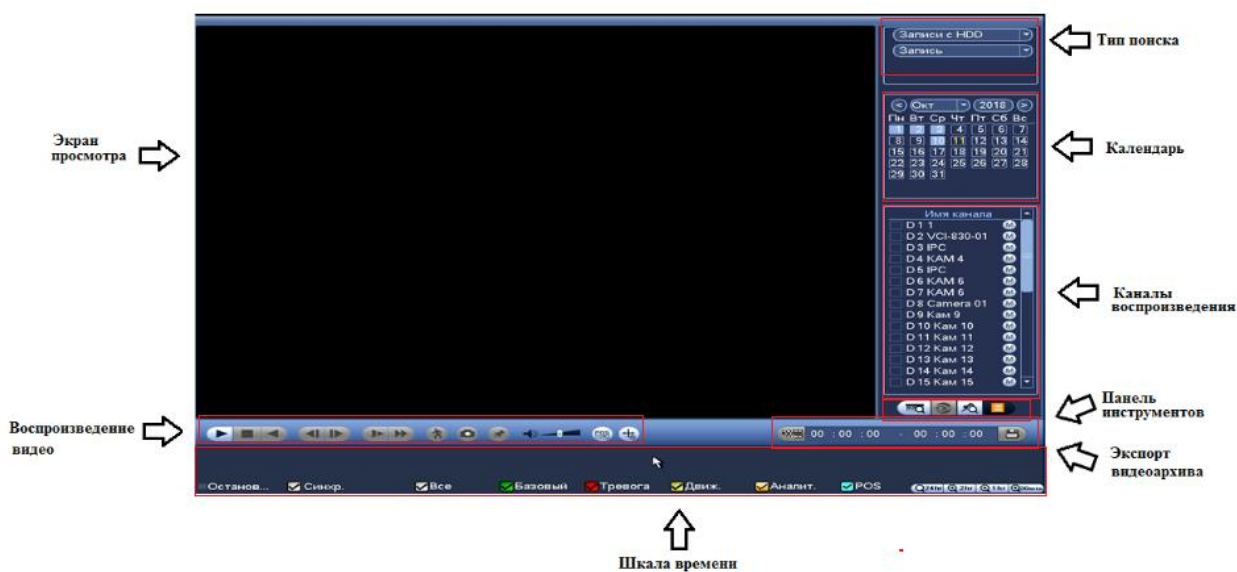 Записи с HDD
Запись
Тип поиска
Окт 2018
Пн Вт Ср Чт Пт Сб Вс
1 2 3 4 5 6 7
8 9 10 11 12 13 14
15 16 17 18 19 20 21
22 23 24 25 26 27 28
29 30 31
Календарь
Экран
просмотра
Имя канала
D 1 1
D 2 VCI-830-01
D 3 IPC
D 4 КАМ 4
D 5 IPC
D 6 КАМ 6
D 7 КАМ 6
D 8 Camera 01
D 9 Кам 9
D 10 Кам 10
D 11 Кам 11
D 12 Кам 12
D 13 Кам 13
D 14 Кам 14
D 15 Кам 15
Каналы
воспроизведения
Панель
инструментов
Воспроизведение
видео
00 :00 :00 - 00 :00 :00
Экспорт
видеоархива
Останов... Синхр. Все Базовый Тревога Движ. Аналит. POS 24hr 2hr 1hr 30min
Шкала времени